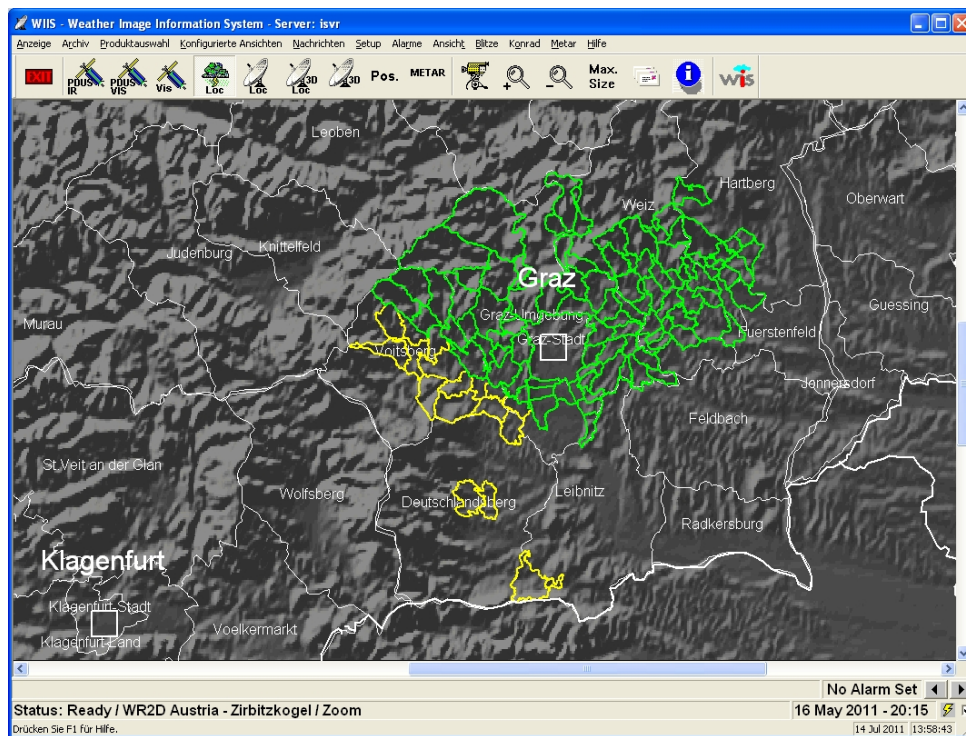 WIIS - Weather Image Information System - Server: isvr
Anzeige Archiv Produktauswahl Konfigurierte Ansichten Nachrichten Setup Alarme Ansicht Blitze Konrad Metar Hilfe
EXIT PDUS IR PDUS VIS Vis Loc Loc 3D Loc 3D Pos. METAR Max. Size wis
Leoben
Hartberg
Oberwart
Weiz
Knittelfeld
Judenburg
Graz
Guessing
Graz-Umgebung
Murau
Fuerstenfeld
Graz-Stadt
Voitsberg
Jennersdorf
Feldbach
St.Veit an der Glan
Wolfsberg
Leibnitz
Deutschlandsberg
Radkersburg
Klagenfurt
Klagenfurt-Stadt
Voelkermarkt
Klagenfurt-Land
No Alarm Set
Status: Ready / WR2D Austria - Zirbitzkogel / Zoom
16 May 2011 - 20:15
Drücken Sie F1 für Hilfe.
14 Jul 2011 13:58:43